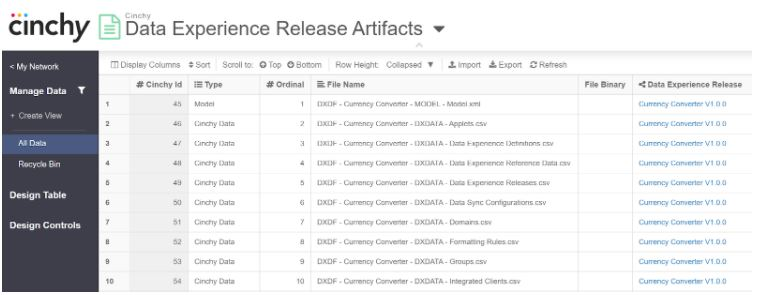 cinchy
Cinchy
Data Experience Release Artifacts
< My Network
Display Columns Sort Scroll to: Top Bottom Row Height: Collapsed ▼ Import Export Refresh
Manage Data
# Cinchy Id Type # Ordinal File Name File Binary Data Experience Release
1 45 Model 1 DXDF - Currency Converter - MODEL - Model.xml Currency Converter V1.0.0
+ Create View
2 46 Cinchy Data 2 DXDF - Currency Converter - DXDATA - Applets.csv Currency Converter V1.0.0
All Data
3 47 Cinchy Data 3 DXDF - Currency Converter - DXDATA - Data Experience Definitions.csv Currency Converter V1.0.0
Recycle Bin
4 48 Cinchy Data 4 DXDF - Currency Converter - DXDATA - Data Experience Reference Data.csv Currency Converter V1.0.0
5 49 Cinchy Data 5 DXDF - Currency Converter - DXDATA - Data Experience Releases.csv Currency Converter V1.0.0
Design Table
6 50 Cinchy Data 6 DXDF - Currency Converter - DXDATA - Data Sync Configurations.csv Currency Converter V1.0.0
7 51 Cinchy Data 7 DXDF - Currency Converter - DXDATA - Domains.csv Currency Converter V1.0.0
Design Controls
8 52 Cinchy Data 8 DXDF - Currency Converter - DXDATA - Formatting Rules.csv Currency Converter V1.0.0
9 53 Cinchy Data 9 DXDF - Currency Converter - DXDATA - Groups.csv Currency Converter V1.0.0
10 54 Cinchy Data 10 DXDF - Currency Converter - DXDATA - Integrated Clients.csv Currency Converter V1.0.0